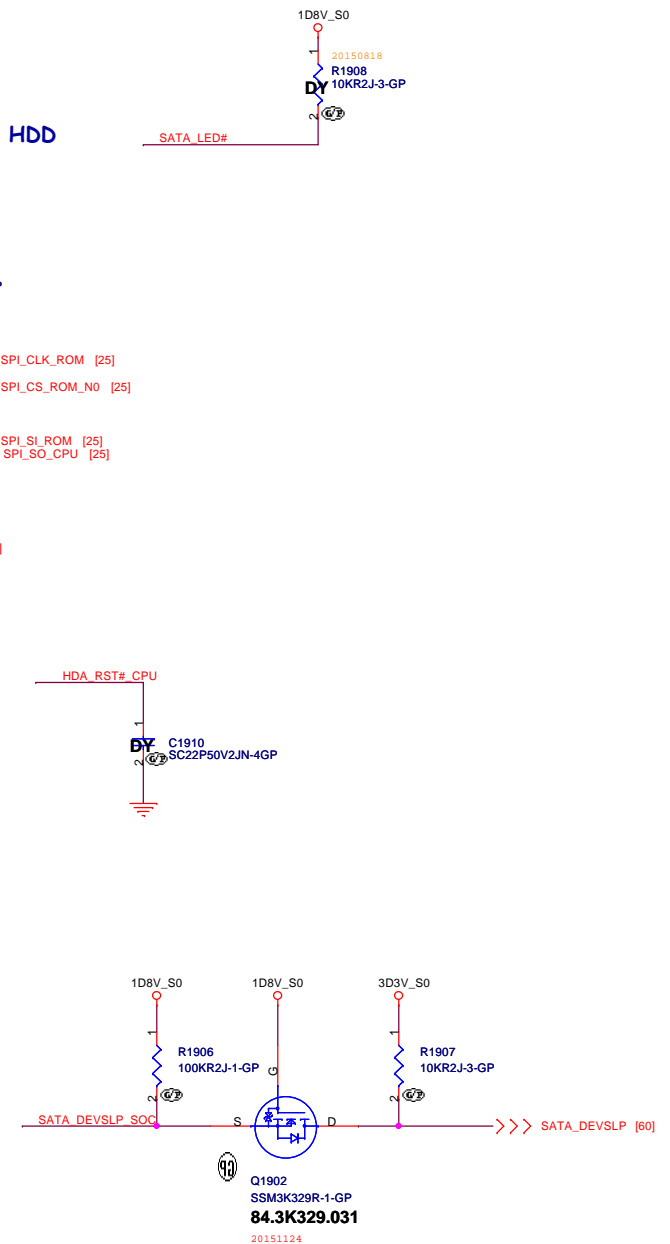 1D8V_S0
1
20150818
R1908
10KR2J-3-GP
DY
2
G/P
HDD
SATA_LED#
SPI_CLK_ROM [25]
SPI_CS_ROM_N0 [25]
SPI_SI_ROM [25]
SPI_SO_CPU [25]
]
HDA_RST#_CPU
1
DY
C1910
SC22P50V2JN-4GP
2
G/P
1D8V_S0
1D8V_S0
3D3V_S0
1
1
R1906
100KR2J-1-GP
R1907
10KR2J-3-GP
G
2
G/P
2
G/P
SATA_DEVSLP_SOC
S
D
SATA_DEVSLP [60]
Q1902
SSM3K329R-1-GP
84.3K329.031
20151124